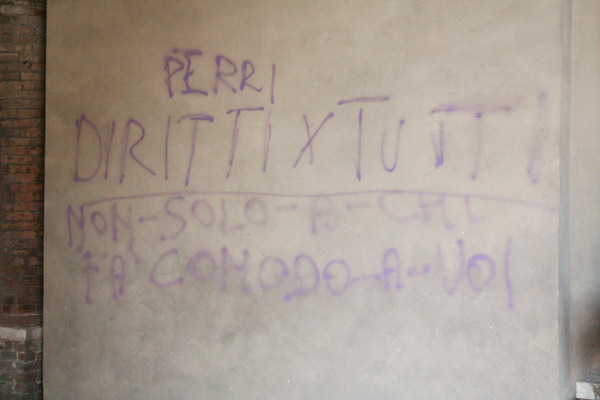 PERRI
DIRITTI X TUTTI
NON-SOLO-A-CHI
FA COMODO-A-VOI